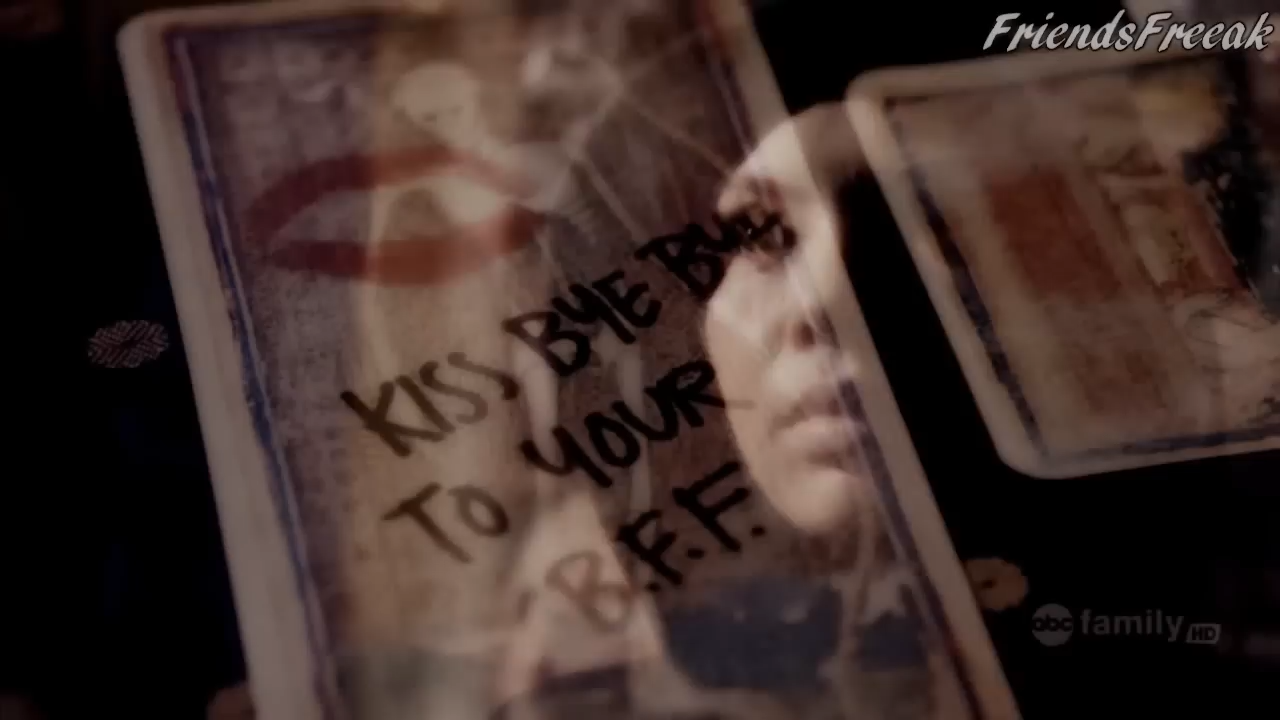 FriendsFreeak
KISS BYE BYE
TO YOUR
B.F.F.
abc family HD